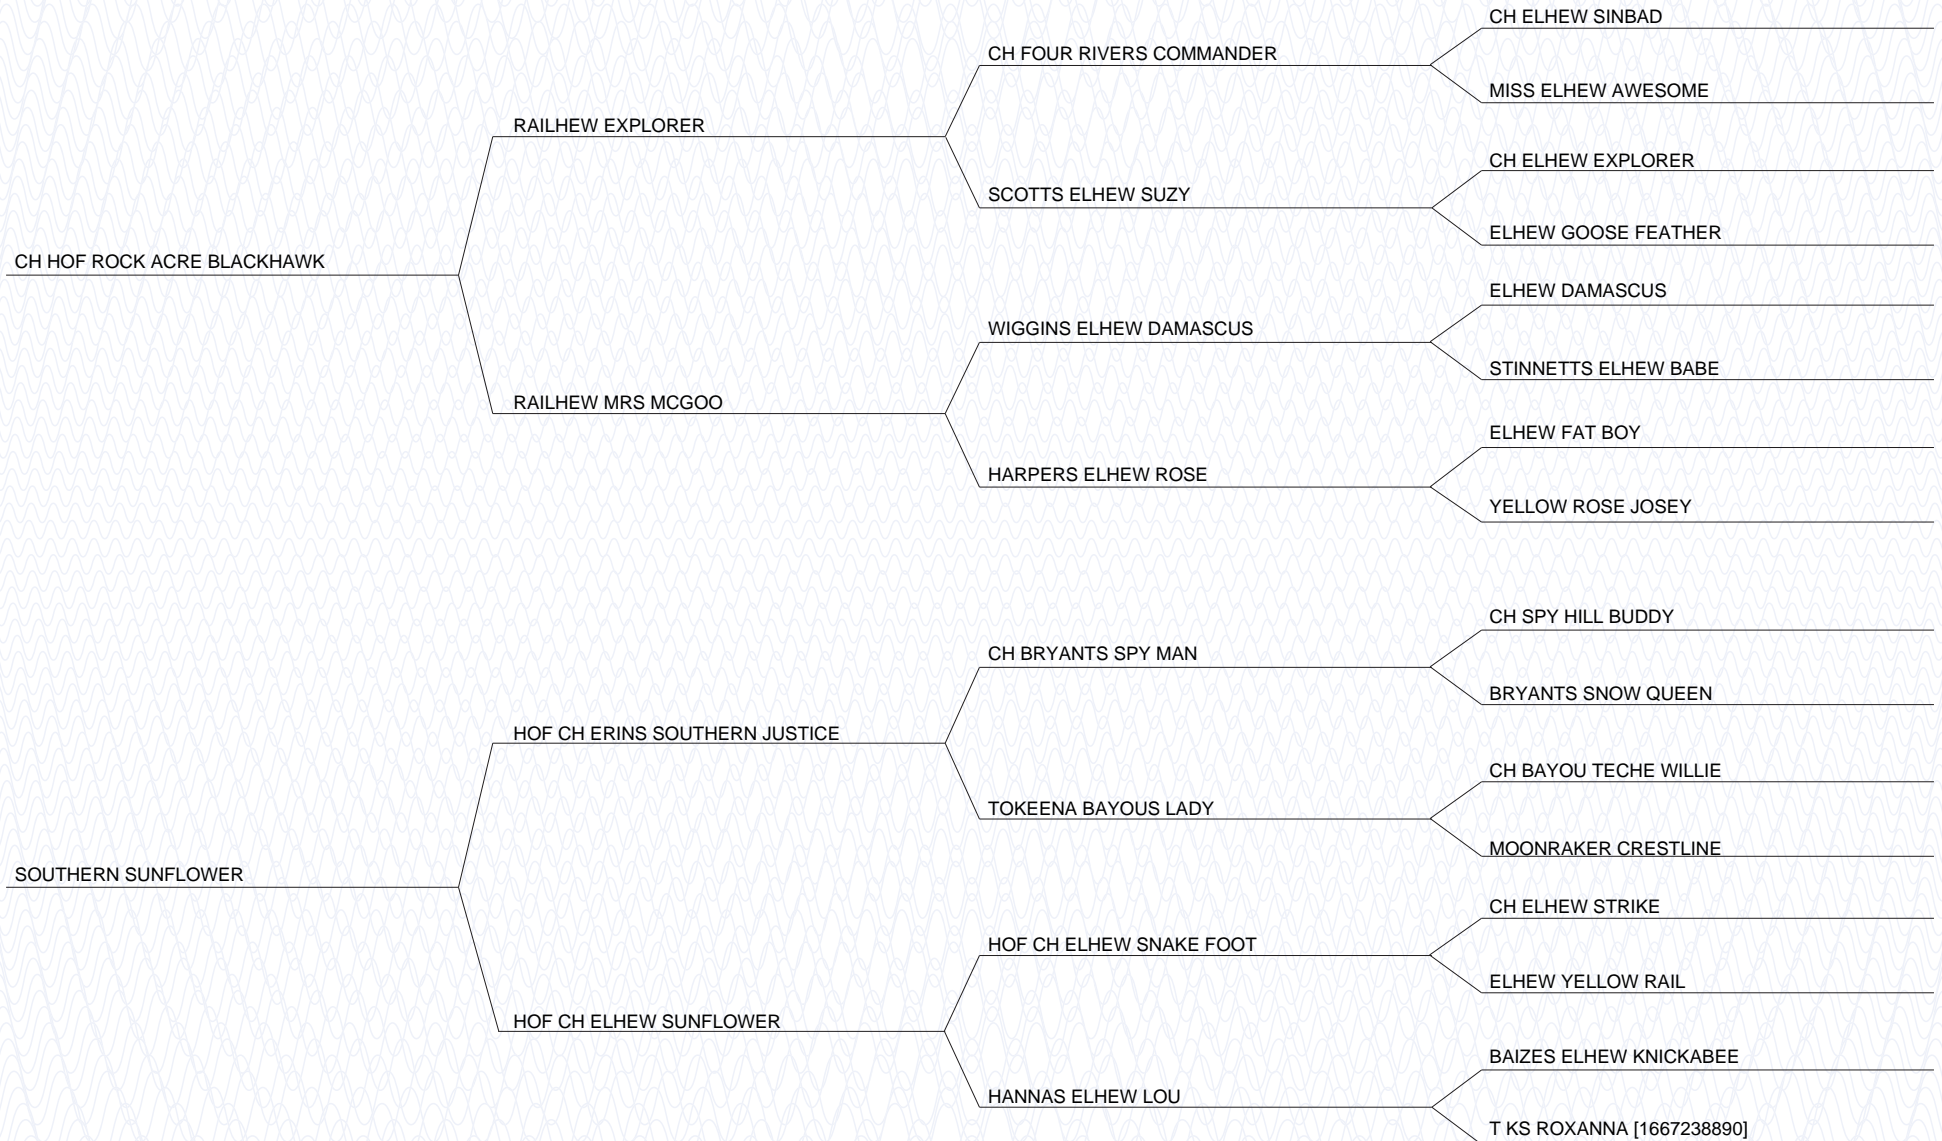 CH ELHEW SINBAD
CH FOUR RIVERS COMMANDER
MISS ELHEW AWESOME
RAILHEW EXPLORER
CH ELHEW EXPLORER
SCOTTS ELHEW SUZY
ELHEW GOOSE FEATHER
CH HOF ROCK ACRE BLACKHAWK
ELHEW DAMASCUS
WIGGINS ELHEW DAMASCUS
STINNETTS ELHEW BABE
RAILHEW MRS MCGOO
ELHEW FAT BOY
HARPERS ELHEW ROSE
YELLOW ROSE JOSEY
CH SPY HILL BUDDY
CH BRYANTS SPY MAN
BRYANTS SNOW QUEEN
HOF CH ERINS SOUTHERN JUSTICE
CH BAYOU TECHE WILLIE
TOKEENA BAYOUS LADY
MOONRAKER CRESTLINE
SOUTHERN SUNFLOWER
CH ELHEW STRIKE
HOF CH ELHEW SNAKE FOOT
ELHEW YELLOW RAIL
HOF CH ELHEW SUNFLOWER
BAIZES ELHEW KNICKABEE
HANNAS ELHEW LOU
T KS ROXANNA [1667238890]